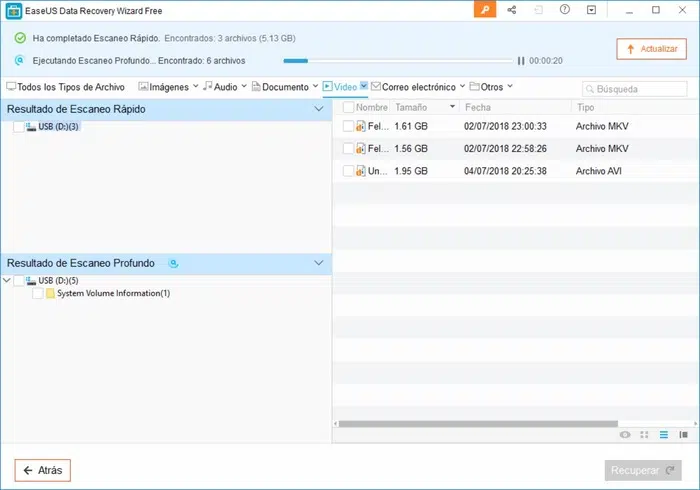 EaseUS Data Recovery Wizard Free
Ha completado Escaneo Rápido. Encontrados: 3 archivos (5.13 GB)
Ejecutando Escaneo Profundo... Encontrado: 6 archivos 00:00:20
Actualizar
Todos los Tipos de Archivo Imágenes Audio Documento Video Correo electrónico Otros Búsqueda
Resultado de Escaneo Rápido
USB (D:)(3)
Nombre Tamaño Fecha Tipo
Fel... 1.61 GB 02/07/2018 23:00:33 Archivo MKV
Fel... 1.56 GB 02/07/2018 22:58:26 Archivo MKV
Un... 1.95 GB 04/07/2018 20:25:38 Archivo AVI
Resultado de Escaneo Profundo
USB (D:)(5)
System Volume Information(1)
Atrás Recuperar